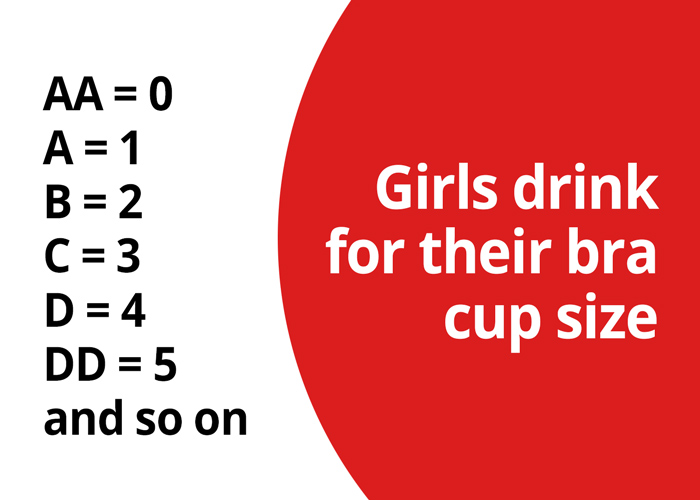 AA = 0
A = 1
B = 2
C = 3
D = 4
DD = 5
and so on
Girls drink
for their bra
cup size